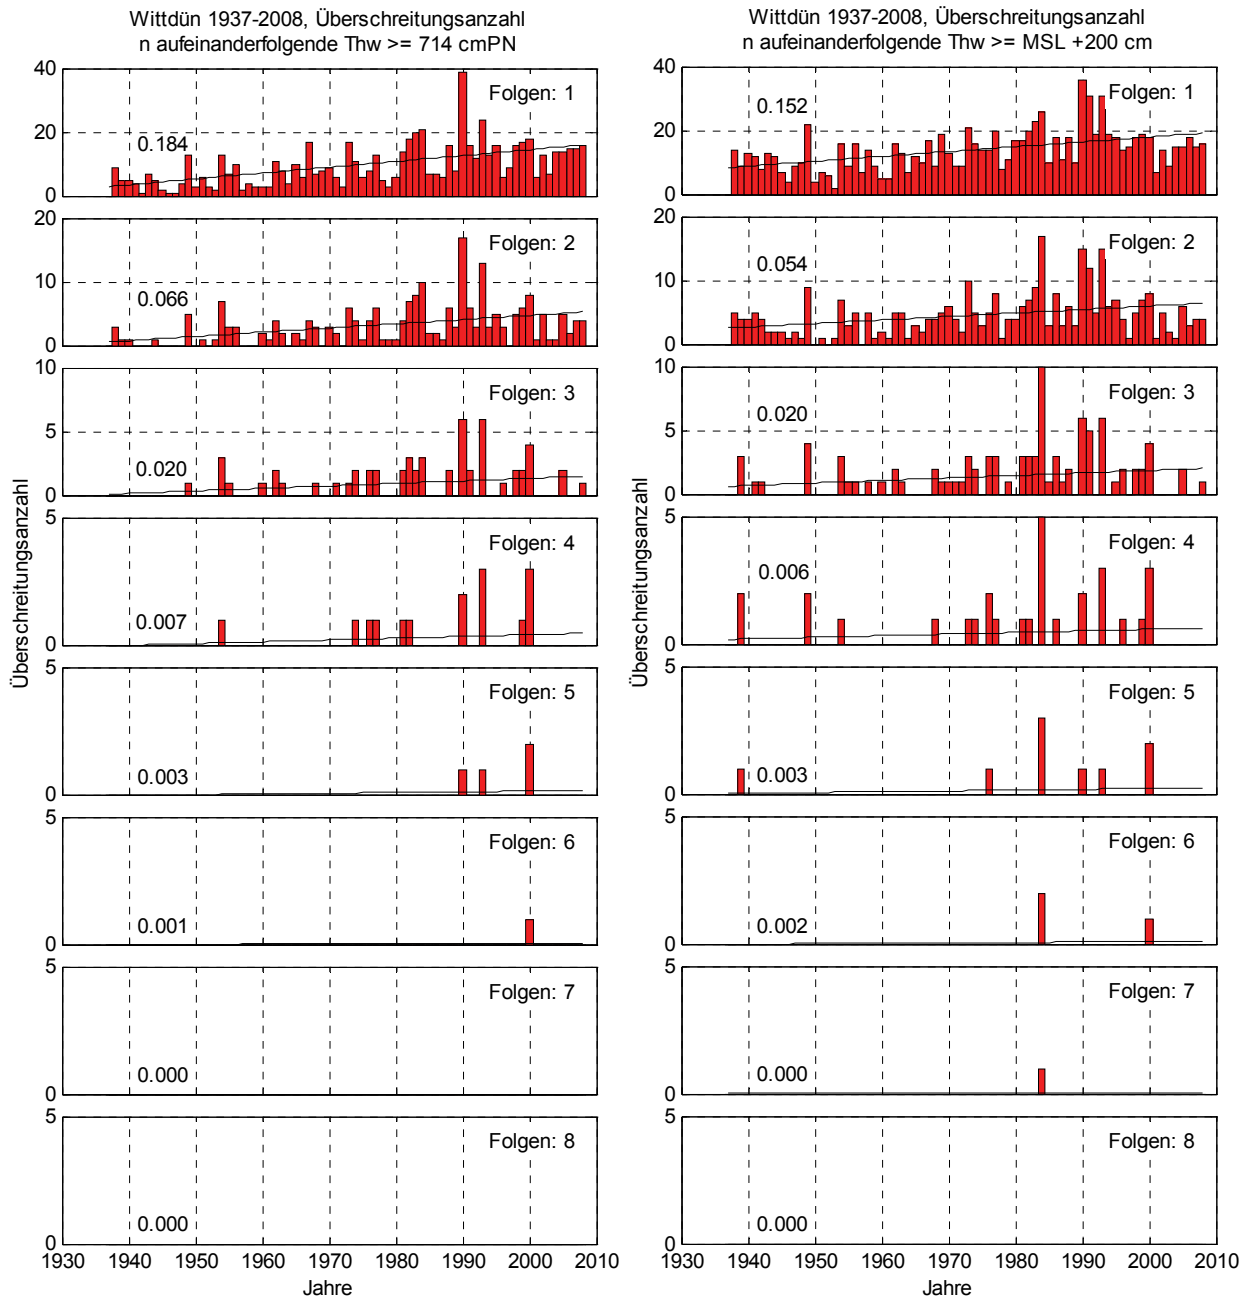 Wittdün 1937-2008, Überschreitungsanzahl
n aufeinanderfolgende Thw >= 714 cmPN
40
20
0
Folgen: 1
0.184
20
10
0
Folgen: 2
0.066
10
5
0
Folgen: 3
0.020
5
0
Folgen: 4
0.007
5
0
Folgen: 5
0.003
5
0
Folgen: 6
0.001
5
0
Folgen: 7
0.000
5
0
Folgen: 8
0.000
Überschreitungsanzahl
1930 1940 1950 1960 1970 1980 1990 2000 2010
Jahre
Wittdün 1937-2008, Überschreitungsanzahl
n aufeinanderfolgende Thw >= MSL +200 cm
40
20
0
Folgen: 1
0.152
20
10
0
Folgen: 2
0.054
10
5
0
Folgen: 3
0.020
5
0
Folgen: 4
0.006
5
0
Folgen: 5
0.003
5
0
Folgen: 6
0.002
5
0
Folgen: 7
0.000
5
0
Folgen: 8
0.000
Überschreitungsanzahl
1930 1940 1950 1960 1970 1980 1990 2000 2010
Jahre